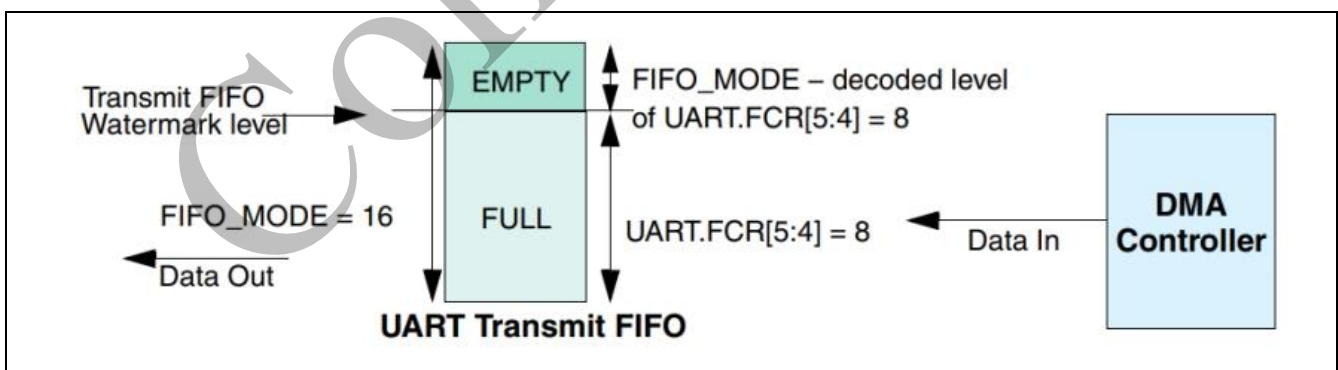 EMPTY
FIFO_MODE – decoded level
of UART.FCR[5:4] = 8
Transmit FIFO
Watermark level
FIFO_MODE = 16
FULL
UART.FCR[5:4] = 8
Data In
DMA
Controller
Data Out
UART Transmit FIFO
Con